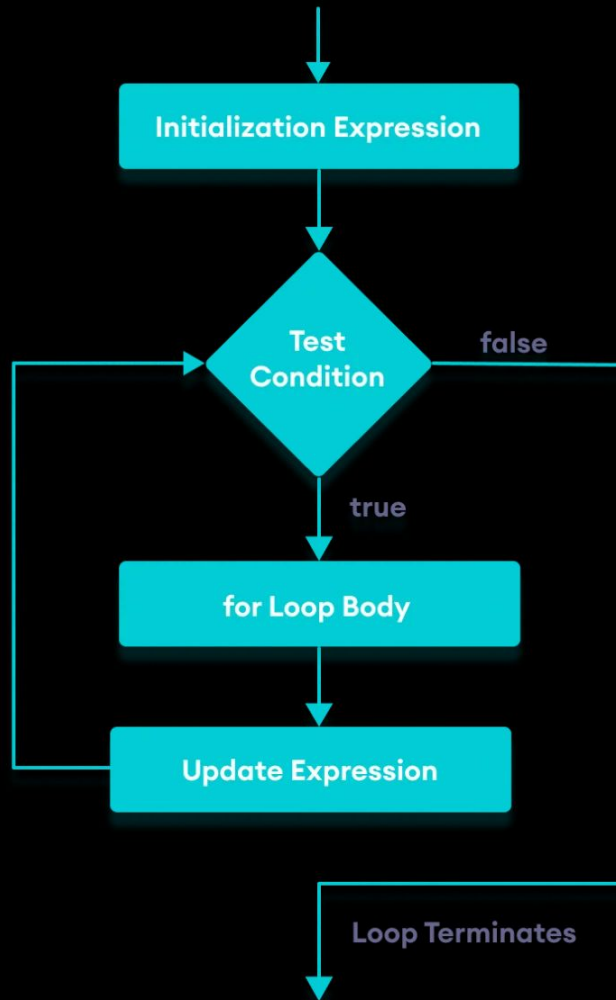 Initialization Expression
Test
Condition
false
true
for Loop Body
Update Expression
Loop Terminates